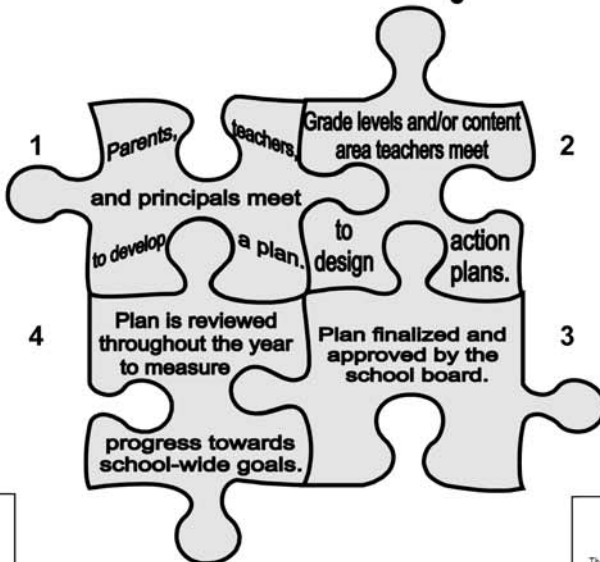 1
Parents, teachers,
and principals meet
to develop a plan.
Grade levels and/or content
area teachers meet
to design action plans.
2
4
Plan is reviewed
throughout the year
to measure
progress towards
school-wide goals.
Plan finalized and
approved by the
school board.
3